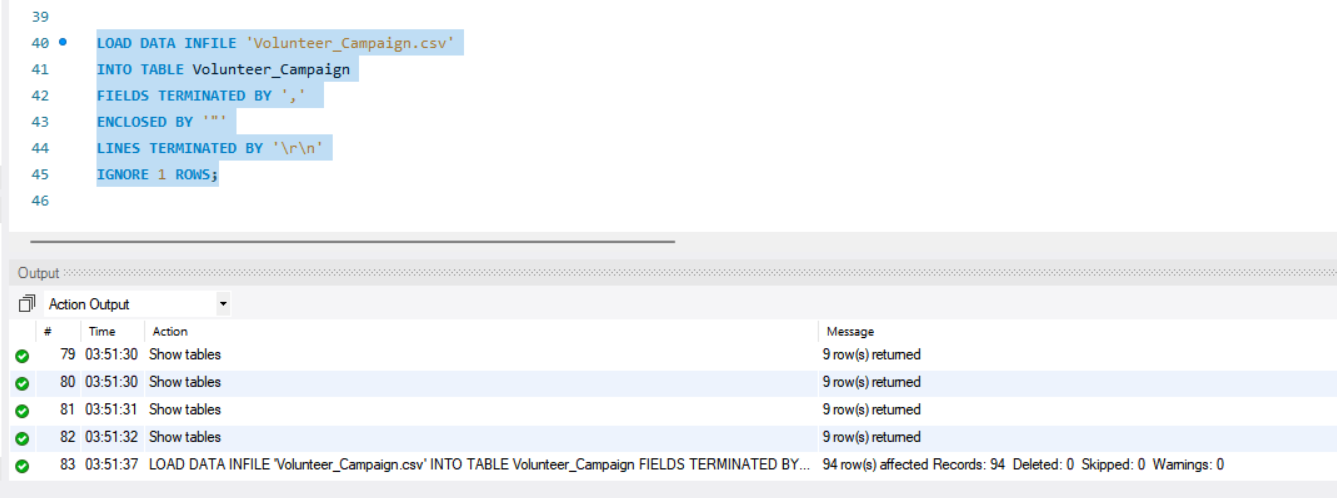 39
40 LOAD DATA INFILE 'Volunteer_Campaign.csv'
41 INTO TABLE Volunteer_Campaign
42 FIELDS TERMINATED BY ','
43 ENCLOSED BY '"'
44 LINES TERMINATED BY '\r\n'
45 IGNORE 1 ROWS;
46
Output
Action Output
# Time Action Message
79 03:51:30 Show tables 9 row(s) returned
80 03:51:30 Show tables 9 row(s) returned
81 03:51:31 Show tables 9 row(s) returned
82 03:51:32 Show tables 9 row(s) returned
83 03:51:37 LOAD DATA INFILE 'Volunteer_Campaign.csv' INTO TABLE Volunteer_Campaign FIELDS TERMINATED BY... 94 row(s) affected Records: 94 Deleted: 0 Skipped: 0 Warnings: 0